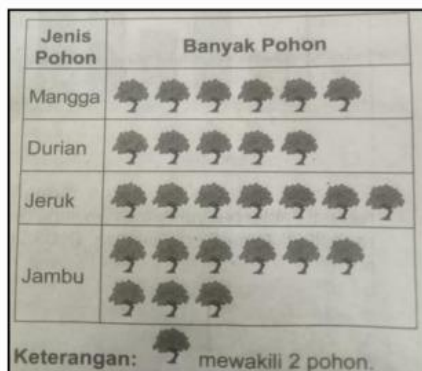 Jenis Pohon
Banyak Pohon
Mangga
Durian
Jeruk
Jambu
Keterangan: mewakili 2 pohon.